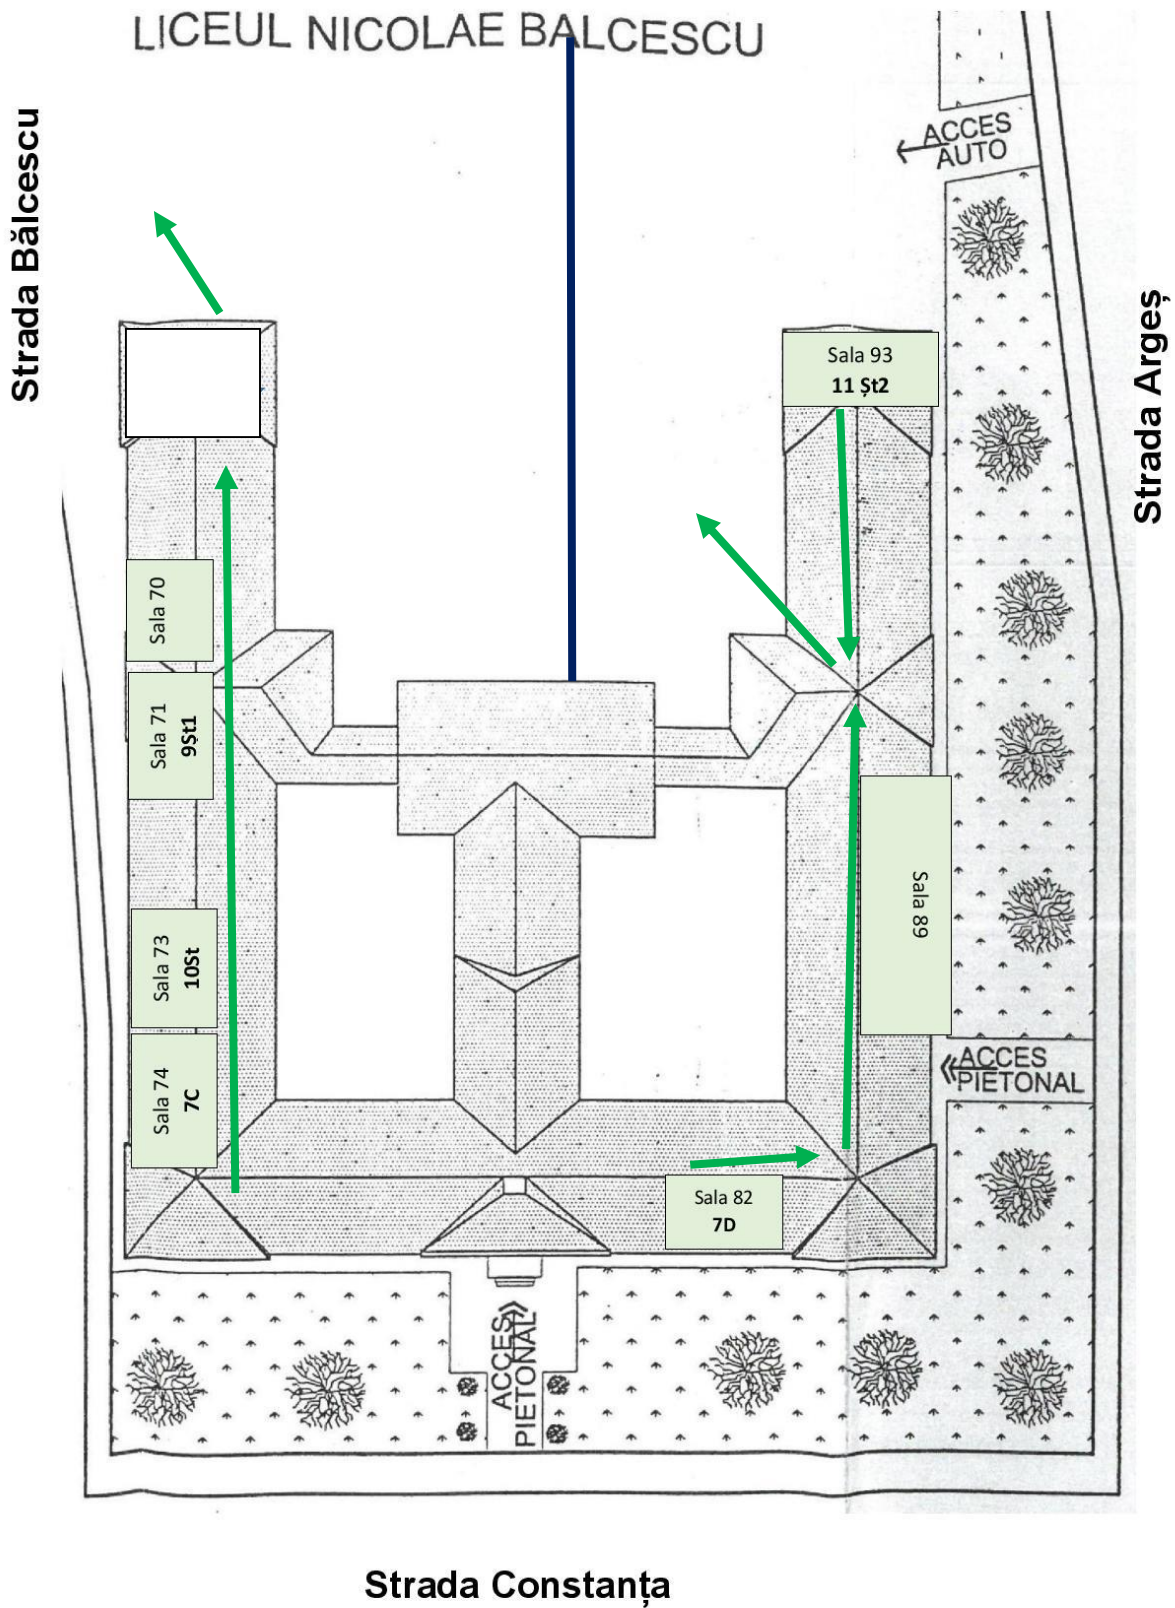 LICEUL NICOLAE BALCESCU
Strada Bălcescu
ACCES
AUTO
Strada Argeș
Sala 93
11 Șt2
Sala 70
Sala 71
9Șt1
Sala 89
Sala 73
10St
Sala 74
7C
ACCES
PIETONAL
Sala 82
7D
ACCES
PIETONAL
Strada Constanța